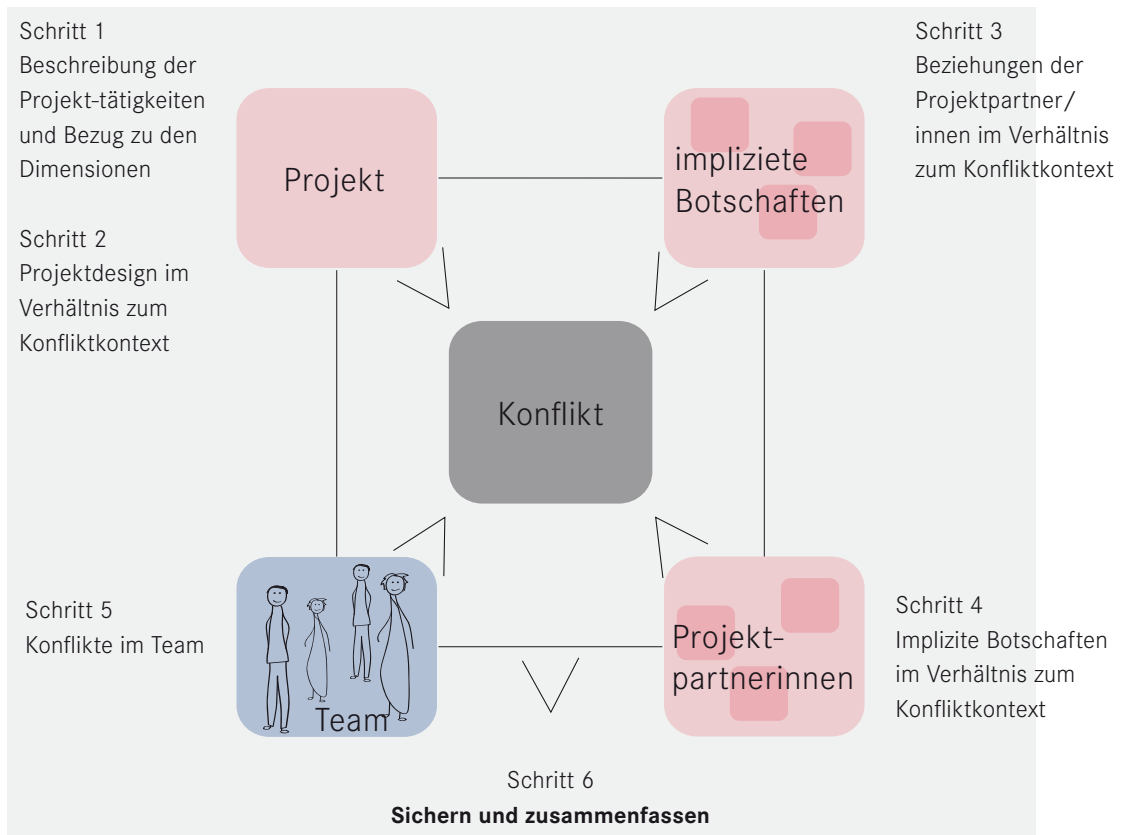 Schritt 1
Beschreibung der
Projekt-tätigkeiten
und Bezug zu den
Dimensionen
Schritt 2
Projektdesign im
Verhältnis zum
Konfliktkontext
Projekt
impliziete
Botschaften
Schritt 3
Beziehungen der
Projektpartner/
innen im Verhältnis
zum Konfliktkontext
Konflikt
Schritt 5
Konflikte im Team
Team
Projekt-
partnerinnen
Schritt 4
Implizite Botschaften
im Verhältnis zum
Konfliktkontext
Schritt 6
Sichern und zusammenfassen